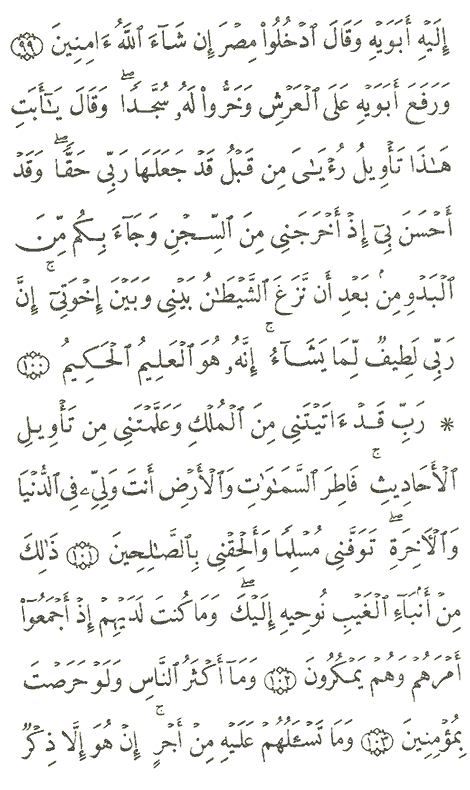 إِلَيْهِ أَبَوَيْهِ وَقَالَ ٱدْخُلُوا۟ مِصْرَ إِن شَآءَ ٱللَّهُ ءَامِنِينَ ٩٩
وَرَفَعَ أَبَوَيْهِ عَلَى ٱلْعَرْشِ وَخَرُّوا۟ لَهُۥ سُجَّدًۭا ۖ وَقَالَ يَـٰٓأَبَتِ
هَـٰذَا تَأْوِيلُ رُءْيَـٰىَ مِن قَبْلُ قَدْ جَعَلَهَا رَبِّى حَقًّۭا ۖ وَقَدْ
أَحْسَنَ بِىٓ إِذْ أَخْرَجَنِى مِنَ ٱلسِّجْنِ وَجَآءَ بِكُم مِّنَ
ٱلْبَدْوِ مِنۢ بَعْدِ أَن نَّزَغَ ٱلشَّيْطَـٰنُ بَيْنِى وَبَيْنَ إِخْوَتِىٓ ۚ إِنَّ
رَبِّى لَطِيفٌۭ لِّمَا يَشَآءُ ۚ إِنَّهُۥ هُوَ ٱلْعَلِيمُ ٱلْحَكِيمُ ١٠٠
* رَبِّ قَدْ ءَاتَيْتَنِى مِنَ ٱلْمُلْكِ وَعَلَّمْتَنِى مِن تَأْوِيلِ
ٱلْأَحَادِيثِ ۚ فَاطِرَ ٱلسَّمَـٰوَٰتِ وَٱلْأَرْضِ أَنتَ وَلِىِّۦ فِى ٱلدُّنْيَا
وَٱلْـَٔاخِرَةِ ۖ تَوَفَّنِى مُسْلِمًۭا وَأَلْحِقْنِى بِٱلصَّـٰلِحِينَ ١٠١ ذَٰلِكَ
مِنْ أَنۢبَآءِ ٱلْغَيْبِ نُوحِيهِ إِلَيْكَ ۖ وَمَا كُنتَ لَدَيْهِمْ إِذْ أَجْمَعُوٓا۟
أَمْرَهُمْ وَهُمْ يَمْكُرُونَ ١٠٢ وَمَآ أَكْثَرُ ٱلنَّاسِ وَلَوْ حَرَصْتَ
بِمُؤْمِنِينَ ١٠٣ وَمَا تَسْـَٔلُهُمْ عَلَيْهِ مِنْ أَجْرٍ ۚ إِنْ هُوَ إِلَّا ذِكْرٌۭ